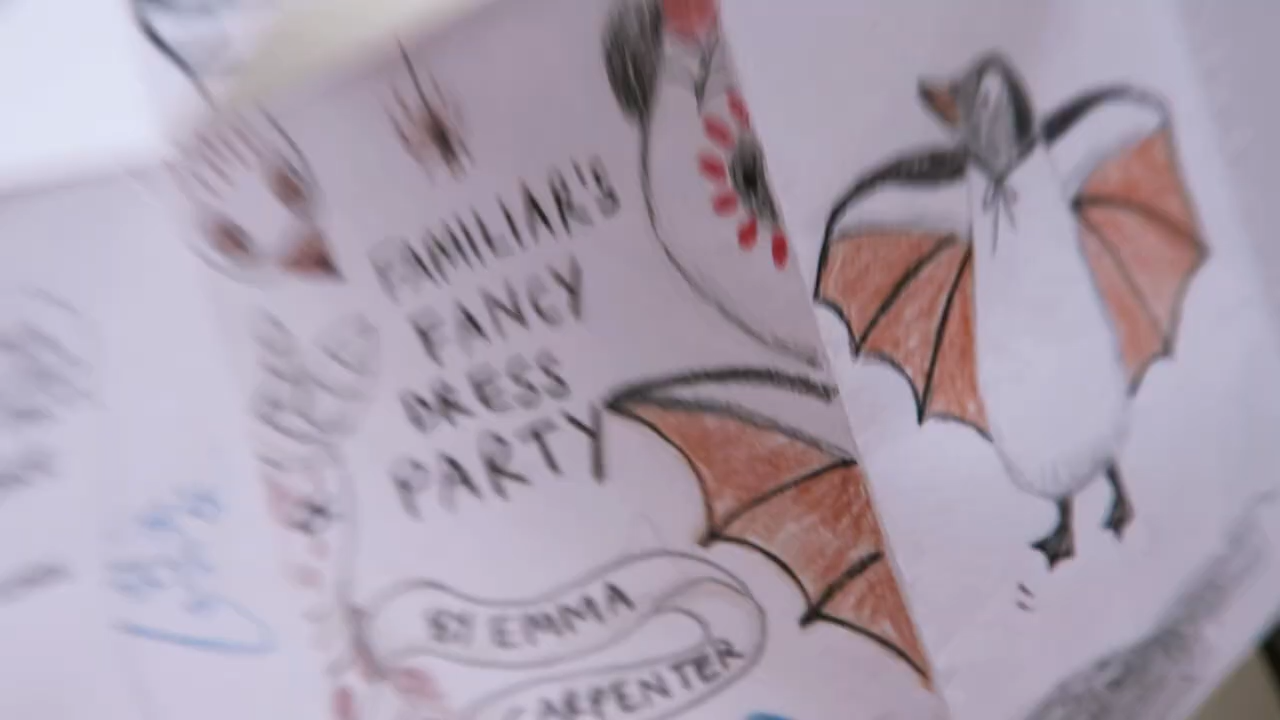 FAMILIAR'S
FANCY
DRESS
PARTY
BY EMMA
CARPENTER